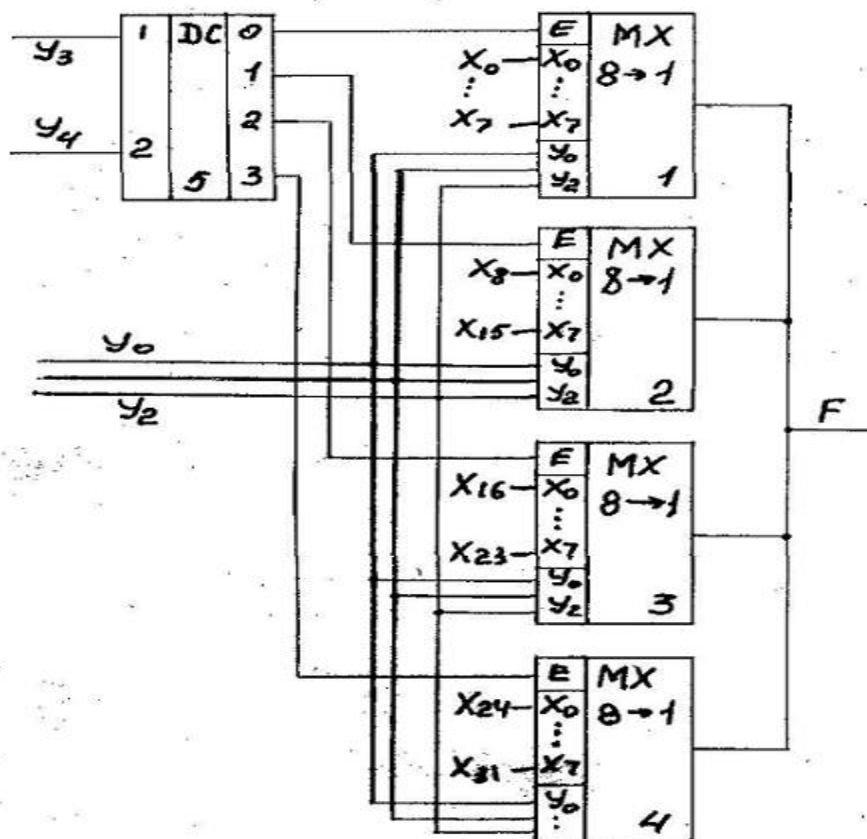 1 DC 0
y3
1
2
y4
2
5 3
E MX
X0 X0 8→1
...
X7 X7
y0
y2 1
E MX
X8 X0 8→1
...
X15 X7
y0
y0
y2 2
y2
F
E MX
X16 X0 8→1
...
X23 X7
y0
y2 3
E MX
X24 X0 8→1
...
X31 X7
y0
... 4